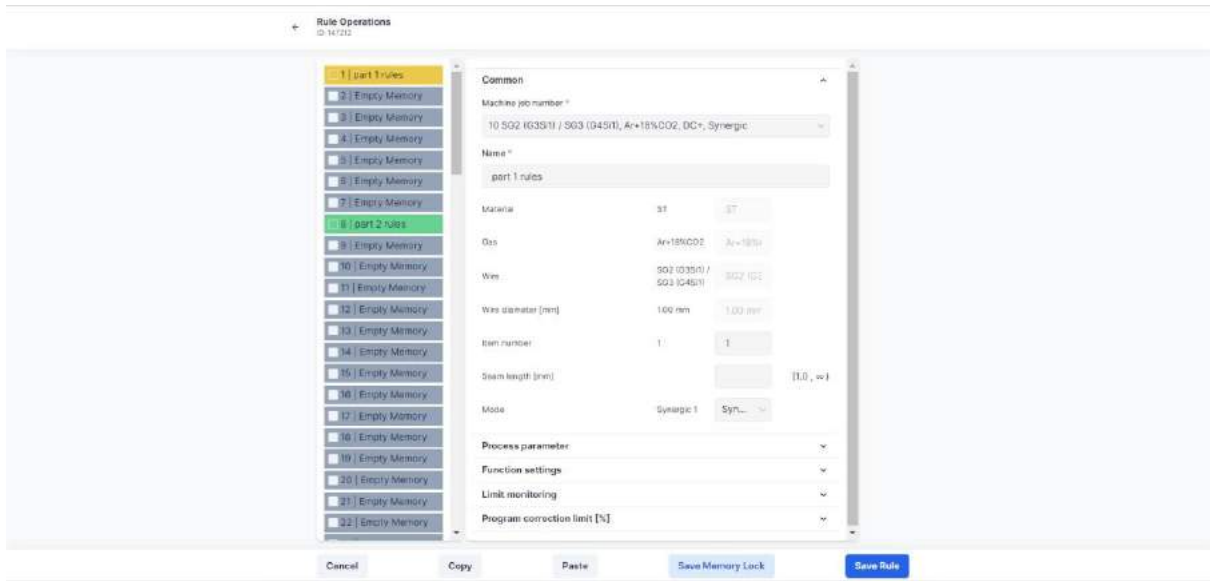 Rule Operations
ID: 147212
1 | part 1 rules
2 | Empty Memory
3 | Empty Memory
4 | Empty Memory
5 | Empty Memory
6 | Empty Memory
7 | Empty Memory
8 | part 2 rules
9 | Empty Memory
10 | Empty Memory
11 | Empty Memory
12 | Empty Memory
13 | Empty Memory
14 | Empty Memory
15 | Empty Memory
16 | Empty Memory
17 | Empty Memory
18 | Empty Memory
19 | Empty Memory
20 | Empty Memory
21 | Empty Memory
22 | Empty Memory
Common
Machine job number *
10 SG2 (G3Si1) / SG3 (G4Si1), Ar+18%CO2, DC+, Synergic
Name *
part 1 rules
Material ST ST
Gas Ar+18%CO2 Ar+18%
Wire SG2 (G3Si1) / SG2 (G3
SG3 (G4Si1)
Wire diameter [mm] 1.00 mm 1.00 mm
Item number 1 1
Seam length [mm] [1.0 , ∞)
Mode Synergic 1 Syn...
Process parameter
Function settings
Limit monitoring
Program correction limit [%]
Cancel Copy Paste Save Memory Lock Save Rule